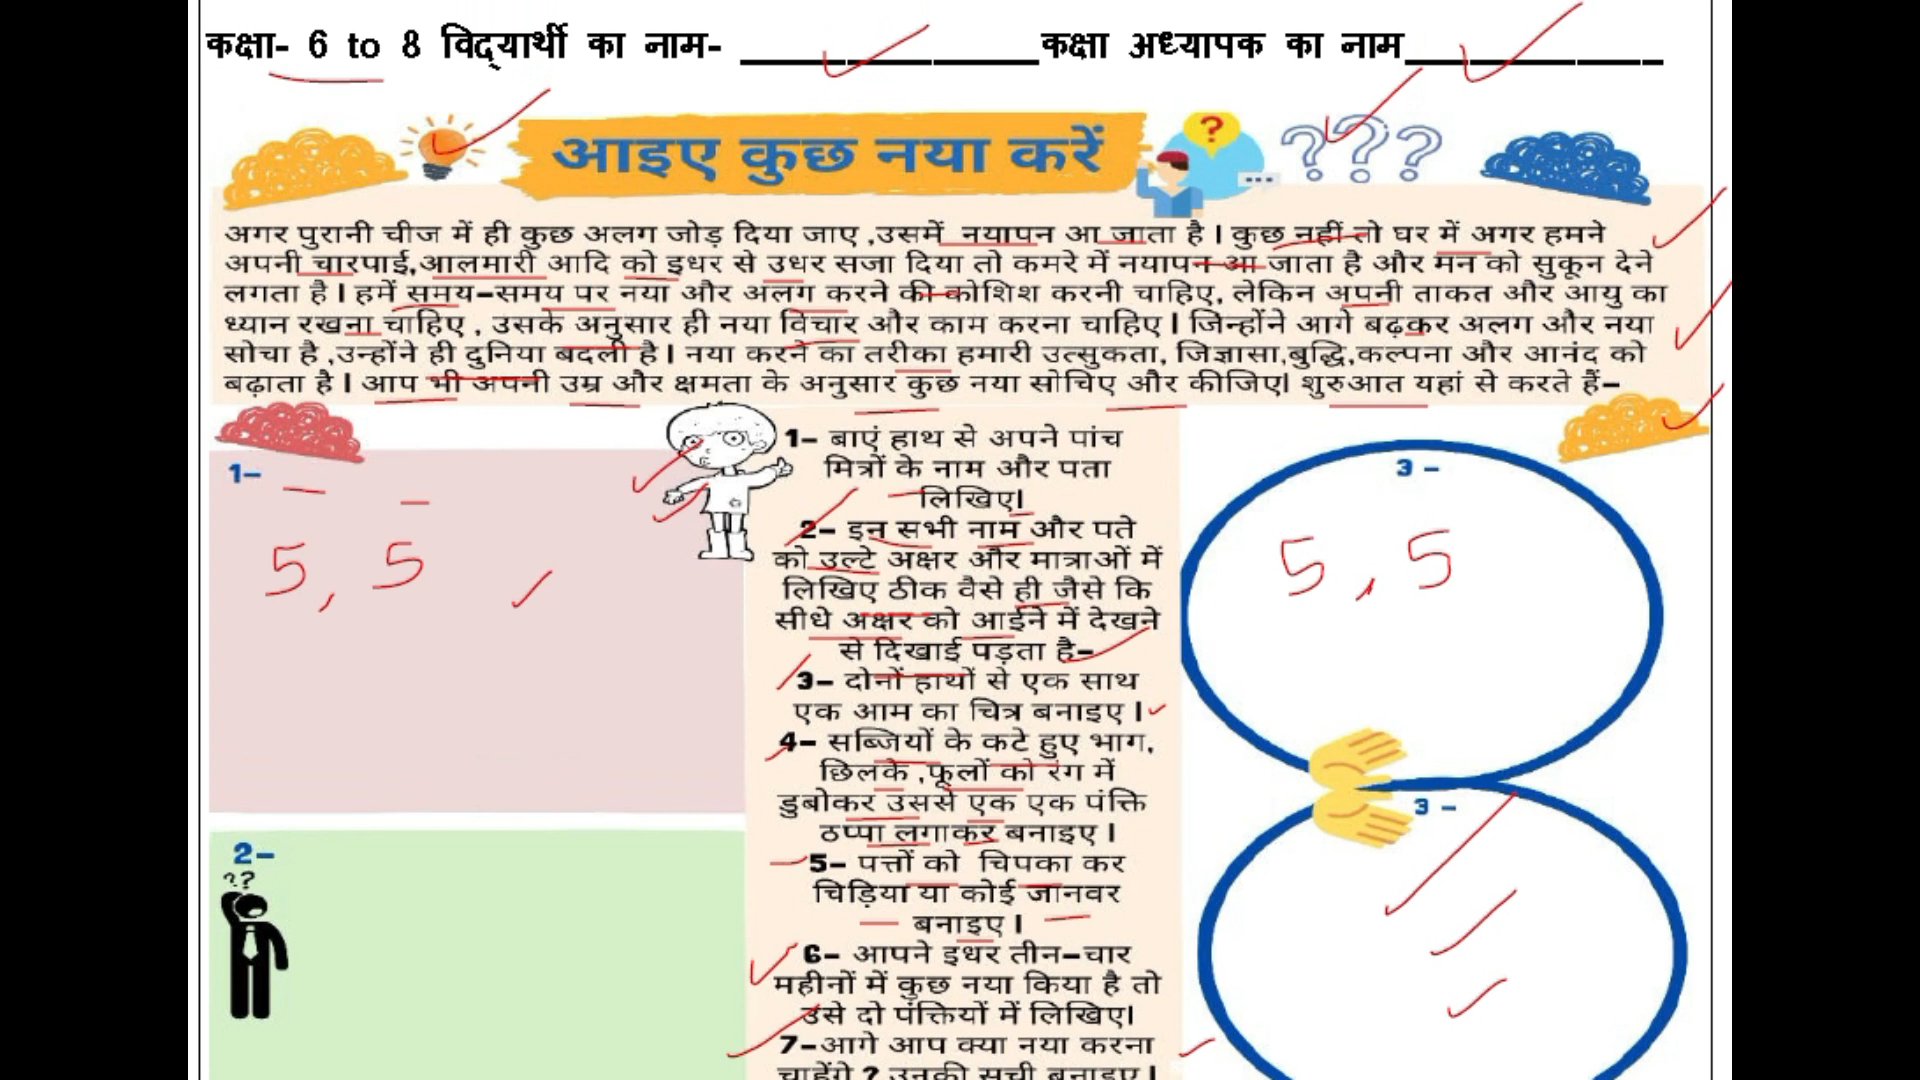 कक्षा- 6 to 8 विद्यार्थी का नाम- ______________ कक्षा अध्यापक का नाम____________
आइए कुछ नया करें
?
???
अगर पुरानी चीज में ही कुछ अलग जोड़ दिया जाए ,उसमें नयापन आ जाता है । कुछ नहीं तो घर में अगर हमने
अपनी चारपाई,आलमारी आदि को इधर से उधर सजा दिया तो कमरे में नयापन आ जाता है और मन को सुकून देने
लगता है । हमें समय-समय पर नया और अलग करने की कोशिश करनी चाहिए, लेकिन अपनी ताकत और आयु का
ध्यान रखना चाहिए , उसके अनुसार ही नया विचार और काम करना चाहिए । जिन्होंने आगे बढ़कर अलग और नया
सोचा है ,उन्होंने ही दुनिया बदली है । नया करने का तरीका हमारी उत्सुकता, जिज्ञासा,बुद्धि,कल्पना और आनंद को
बढ़ाता है । आप भी अपनी उम्र और क्षमता के अनुसार कुछ नया सोचिए और कीजिए। शुरुआत यहां से करते हैं-
1-
5, 5
2-
??
1- बाएं हाथ से अपने पांच
मित्रों के नाम और पता
लिखिए।
2- इन सभी नाम और पते
को उल्टे अक्षर और मात्राओं में
लिखिए ठीक वैसे ही जैसे कि
सीधे अक्षर को आईने में देखने
से दिखाई पड़ता है-
3- दोनों हाथों से एक साथ
एक आम का चित्र बनाइए ।
4- सब्जियों के कटे हुए भाग,
छिलके ,फूलों को रंग में
डुबोकर उससे एक एक पंक्ति
ठप्पा लगाकर बनाइए ।
5- पत्तों को चिपका कर
चिड़िया या कोई जानवर
बनाइए ।
6- आपने इधर तीन-चार
महीनों में कुछ नया किया है तो
उसे दो पंक्तियों में लिखिए।
7-आगे आप क्या नया करना
चाहेंगे ? उनकी सूची बनाइए ।
3 -
5, 5
3 -